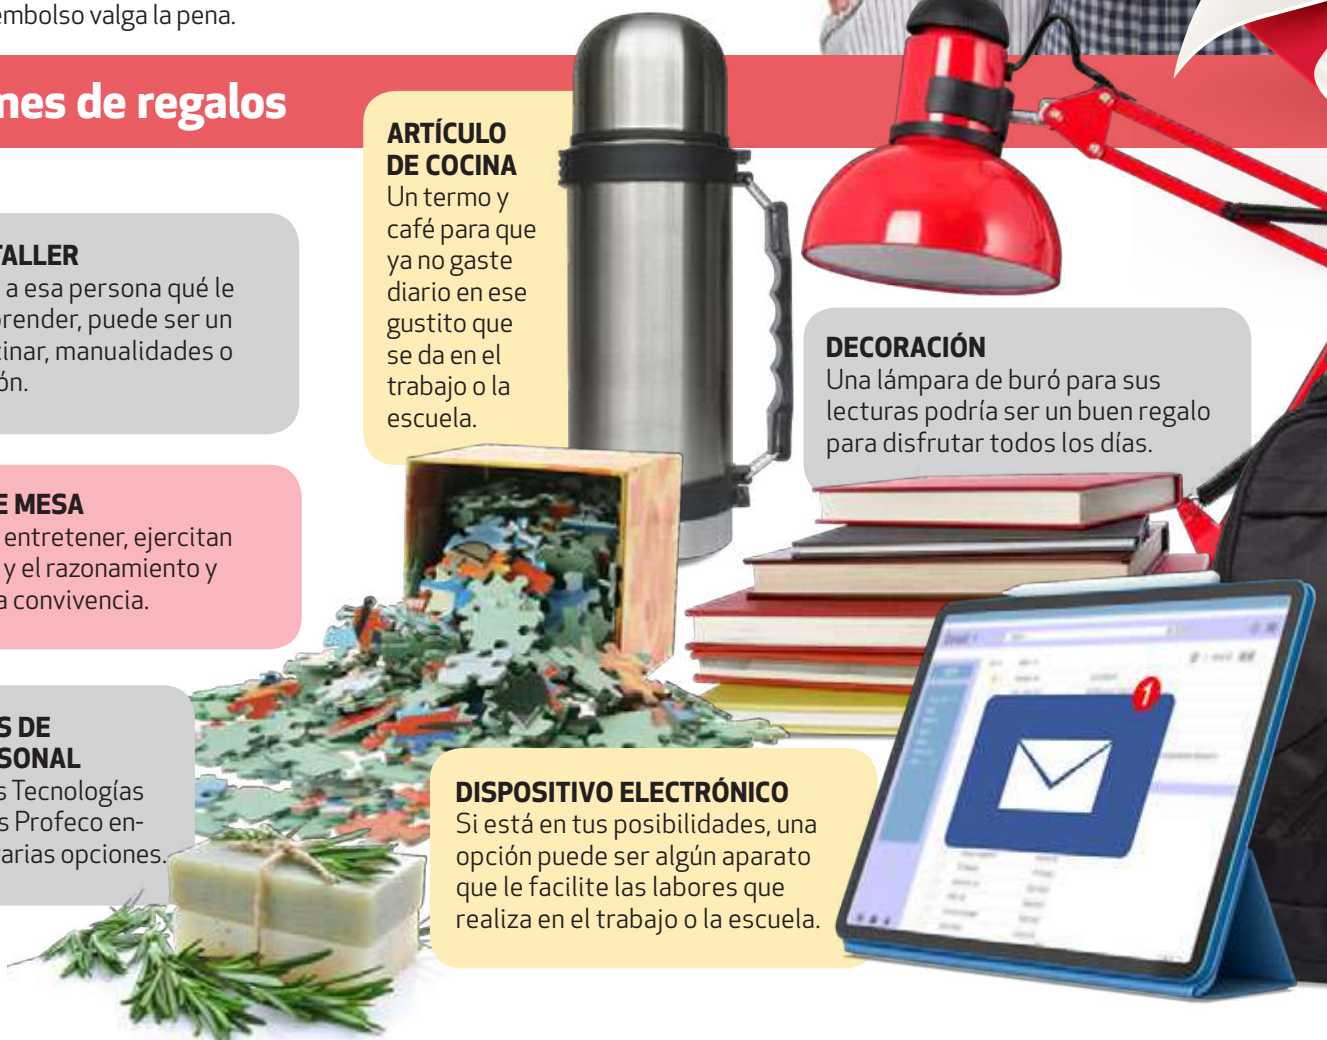 embolso valga la pena.
nes de regalos
TALLER
a esa persona qué le
prender, puede ser un
cinar, manualidades o
ón.
E MESA
entretener, ejercitan
y el razonamiento y
a convivencia.
S DE
SONAL
s Tecnologías
s Profeco en-
varias opciones.
ARTÍCULO
DE COCINA
Un termo y
café para que
ya no gaste
diario en ese
gustito que
se da en el
trabajo o la
escuela.
DECORACIÓN
Una lámpara de buró para sus
lecturas podría ser un buen regalo
para disfrutar todos los días.
DISPOSITIVO ELECTRÓNICO
Si está en tus posibilidades, una
opción puede ser algún aparato
que le facilite las labores que
realiza en el trabajo o la escuela.
1